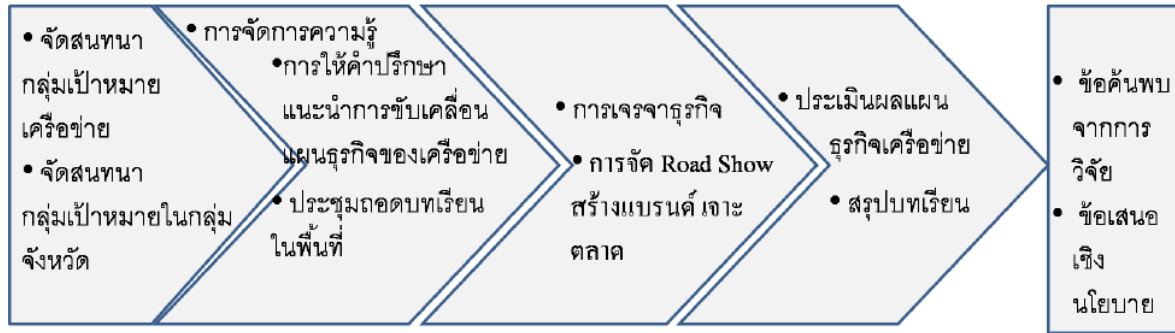 • จัดสนทนา
กลุ่มเป้าหมาย
เครือข่าย
• จัดสนทนา
กลุ่มเป้าหมายในกลุ่ม
จังหวัด
• การจัดการความรู้
•การให้คำปรึกษา
แนะนำการขับเคลื่อน
แผนธุรกิจของเครือข่าย
• ประชุมถอดบทเรียน
ในพื้นที่
• การเจรจาธุรกิจ
• การจัด Road Show
สร้างแบรนด์ เจาะ
ตลาด
• ประเมินผลแผน
ธุรกิจเครือข่าย
• สรุปบทเรียน
• ข้อค้นพบ
จากการ
วิจัย
• ข้อเสนอ
เชิง
นโยบาย